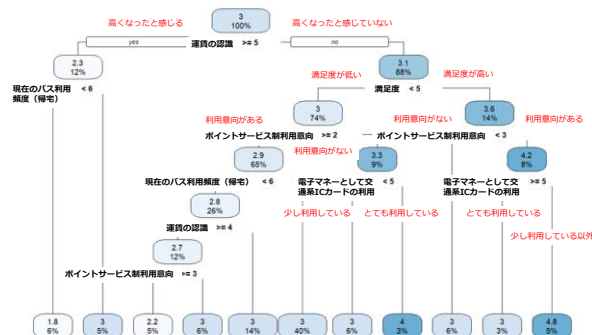 高くなったと感じる
3
100%
高くなったと感じていない
yes
運賃の認識 >= 5
no
2.3
12%
3.1
88%
現在のバス利用
頻度（帰宅） < 6
満足度が低い
満足度 < 5
満足度が高い
3
74%
3.6
14%
利用意向がある
ポイントサービス制利用意向 >= 2
利用意向がない
ポイントサービス制利用意向 < 3
利用意向がある
2.9
65%
利用意向がない
3.3
9%
4.2
8%
現在のバス利用頻度（帰宅） < 6
電子マネーとして交
通系ICカードの利用 < 5
電子マネーとして交
通系ICカードの利用 >= 5
2.8
26%
少し利用している
とても利用している
とても利用している
運賃の認識 >= 4
少し利用している以外
2.7
12%
ポイントサービス制利用意向 >= 3
1.8
6%
3
5%
2.2
5%
3
6%
3
14%
3
40%
3
6%
4
3%
3
6%
3
3%
4.8
5%